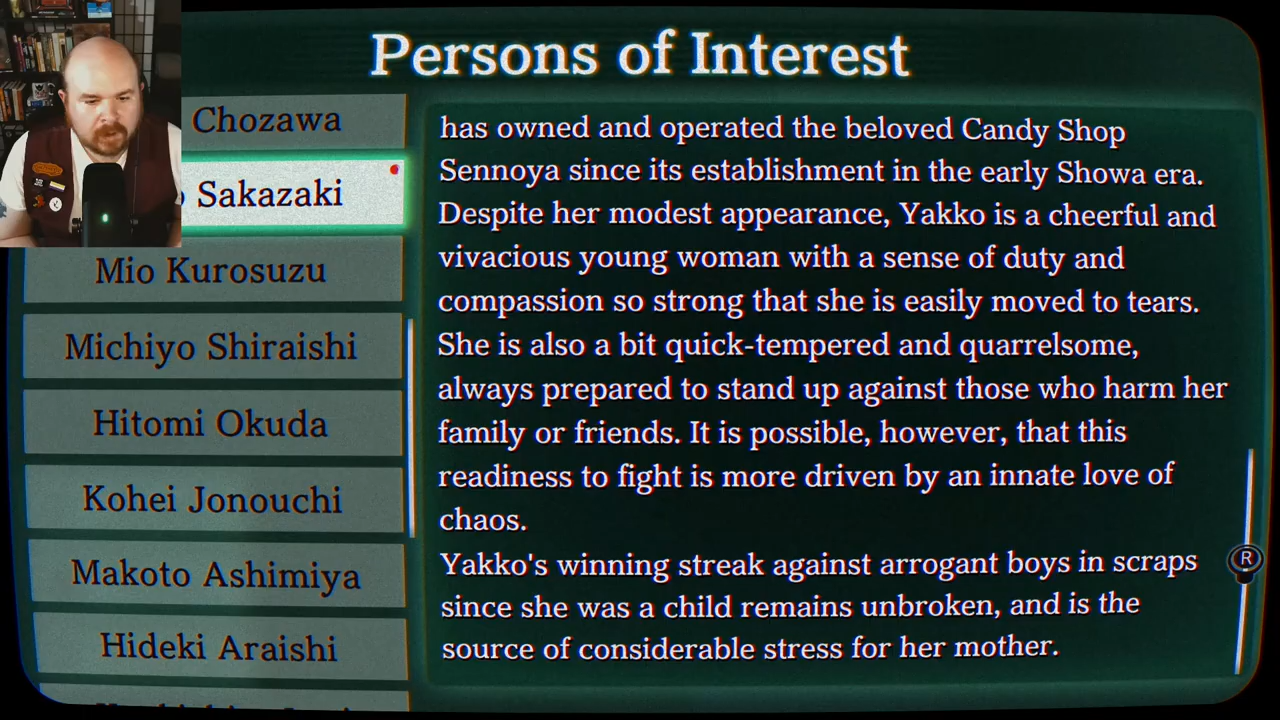 Persons of Interest
Chozawa
Sakazaki
Mio Kurosuzu
Michiyo Shiraishi
Hitomi Okuda
Kohei Jonouchi
Makoto Ashimiya
Hideki Araishi
has owned and operated the beloved Candy Shop
Sennoya since its establishment in the early Showa era.
Despite her modest appearance, Yakko is a cheerful and
vivacious young woman with a sense of duty and
compassion so strong that she is easily moved to tears.
She is also a bit quick-tempered and quarrelsome,
always prepared to stand up against those who harm her
family or friends. It is possible, however, that this
readiness to fight is more driven by an innate love of
chaos.
Yakko's winning streak against arrogant boys in scraps
since she was a child remains unbroken, and is the
source of considerable stress for her mother.
R